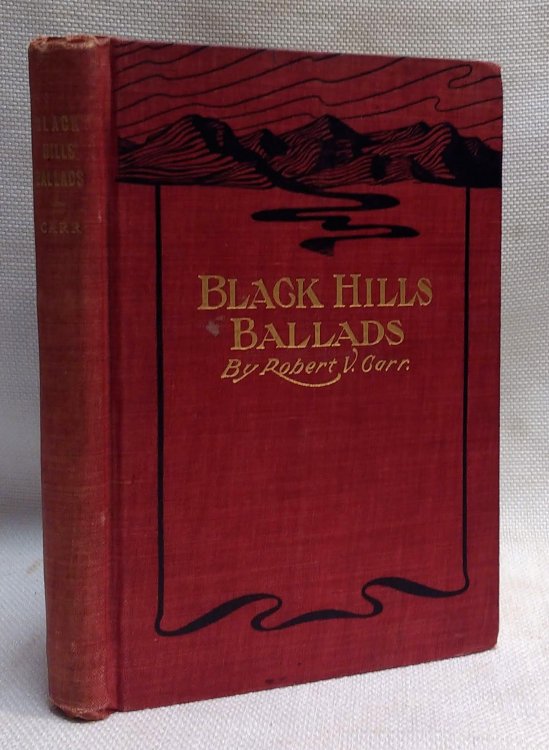 BLACK
HILLS
BALLADS
CARR
BLACK HILLS
BALLADS
By Robert V. Carr.